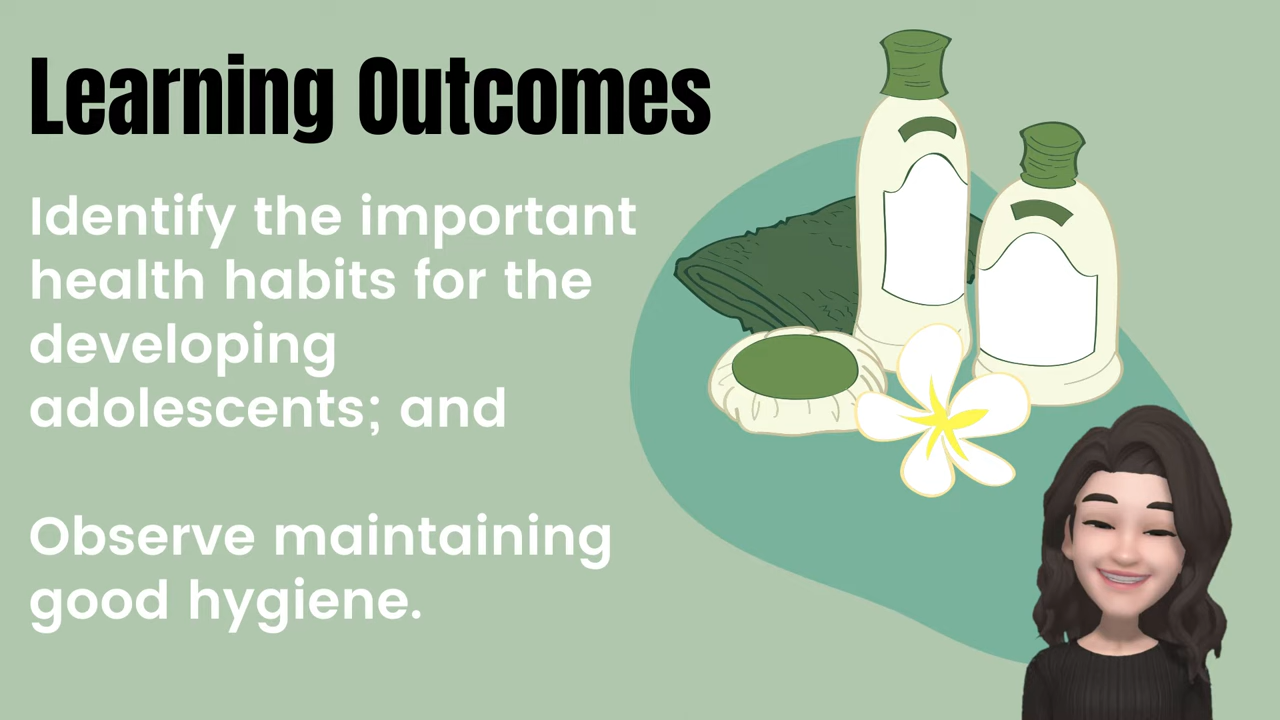 Learning Outcomes
Identify the important
health habits for the
developing
adolescents; and
Observe maintaining
good hygiene.